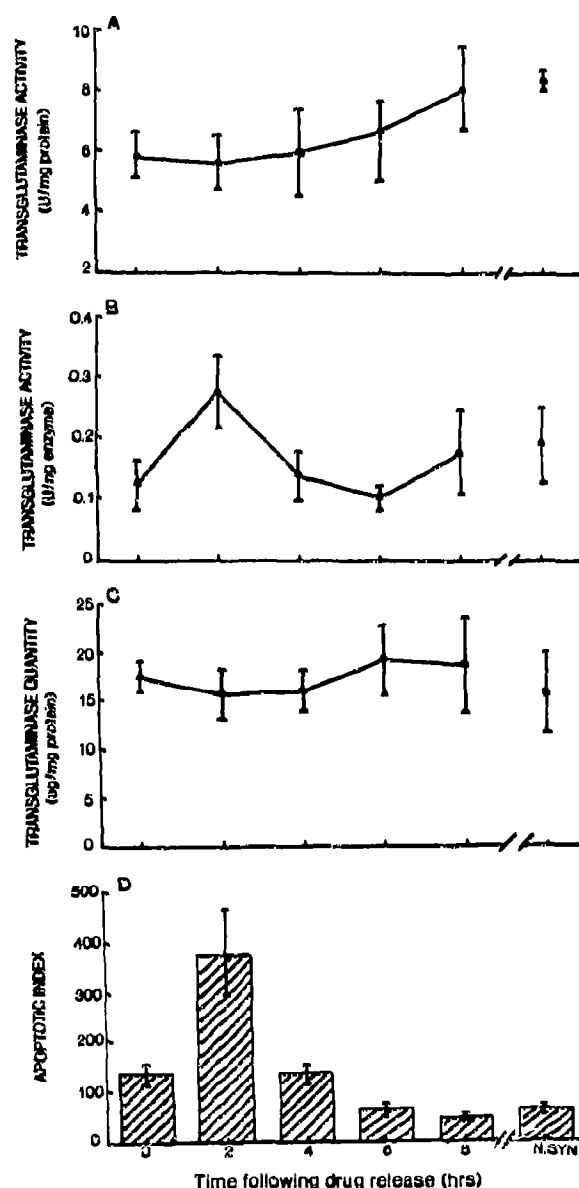 A
TRANSGLUTAMINASE ACTIVITY
(U/mg protein)
10
8
6
4
2
B
TRANSGLUTAMINASE ACTIVITY
(U/ng enzyme)
0.4
0.3
0.2
0.1
0
C
TRANSGLUTAMINASE QUANTITY
(ug/mg protein)
25
20
15
10
5
0
D
APOPTOTIC INDEX
500
400
300
200
100
0
0 2 4 6 8 N.SYN
Time following drug release (hrs)